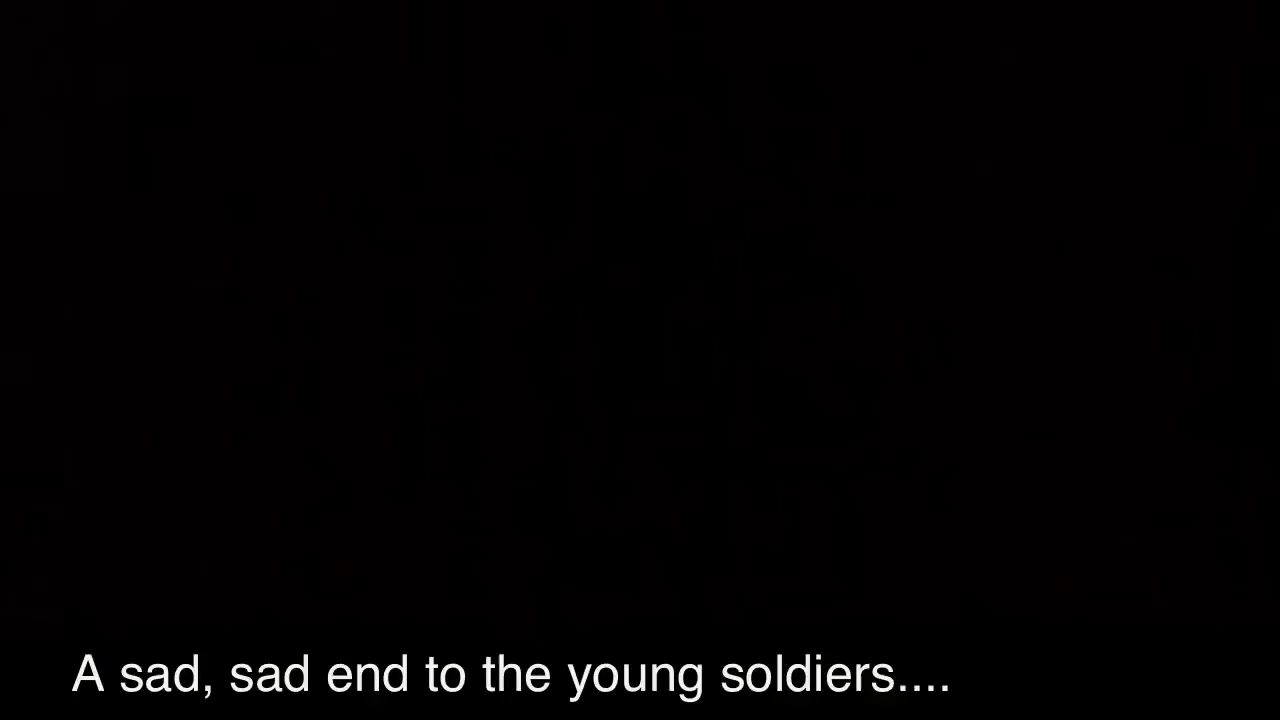 A sad, sad end to the young soldiers....